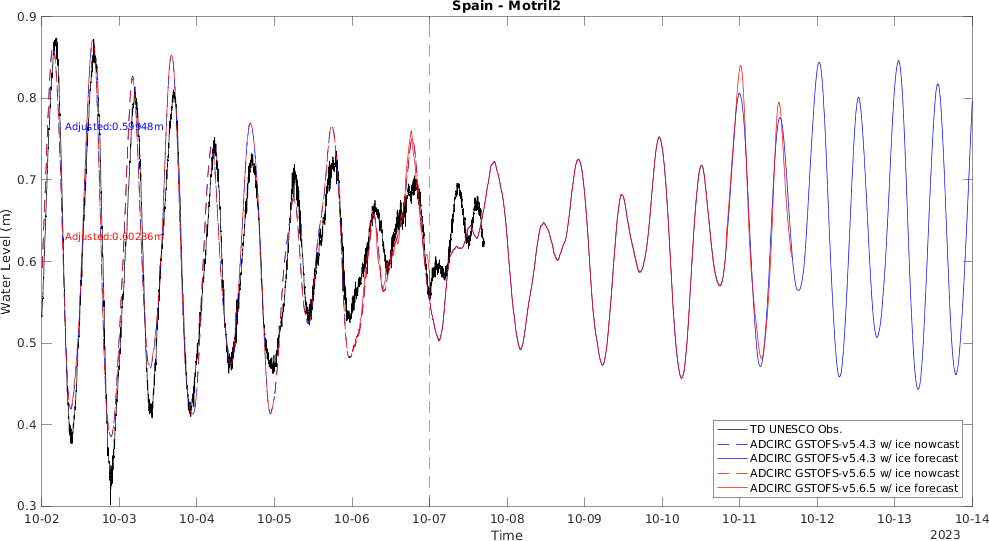 Spain - Motril2
0.9
0.8
0.7
0.6
0.5
0.4
0.3
Water Level (m)
Adjusted:0.59948m
Adjusted:0.60236m
TD UNESCO Obs.
ADCIRC GSTOFS-v5.4.3 w/ ice nowcast
ADCIRC GSTOFS-v5.4.3 w/ ice forecast
ADCIRC GSTOFS-v5.6.5 w/ ice nowcast
ADCIRC GSTOFS-v5.6.5 w/ ice forecast
10-02 10-03 10-04 10-05 10-06 10-07 10-08 10-09 10-10 10-11 10-12 10-13 10-14
Time
2023